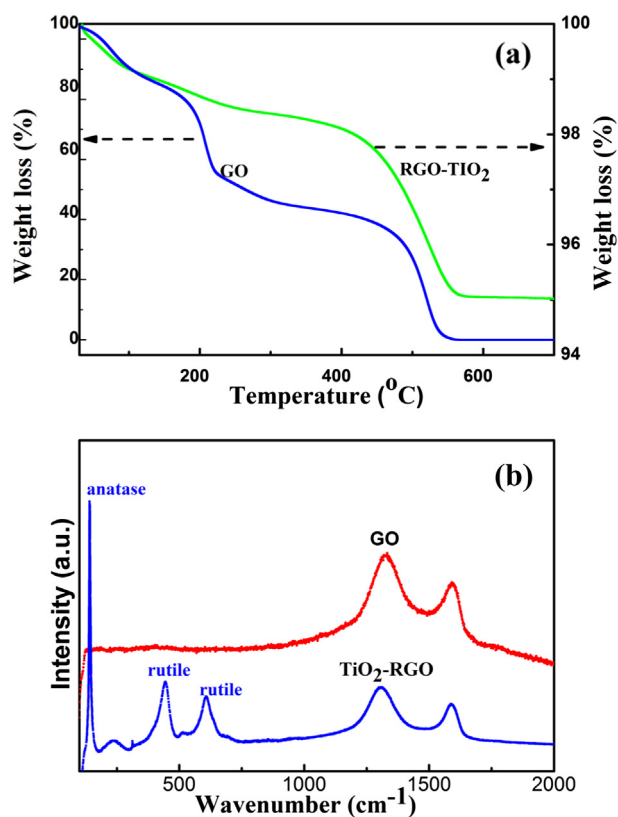 (a)
100
80
60
40
20
0
Weight loss (%)
100
98
96
94
Weight loss (%)
GO
RGO-TIO2
200
400
600
Temperature (oC)
(b)
anatase
GO
rutile
rutile
TiO2-RGO
Intensity (a.u.)
500
1000
1500
2000
Wavenumber (cm-1)